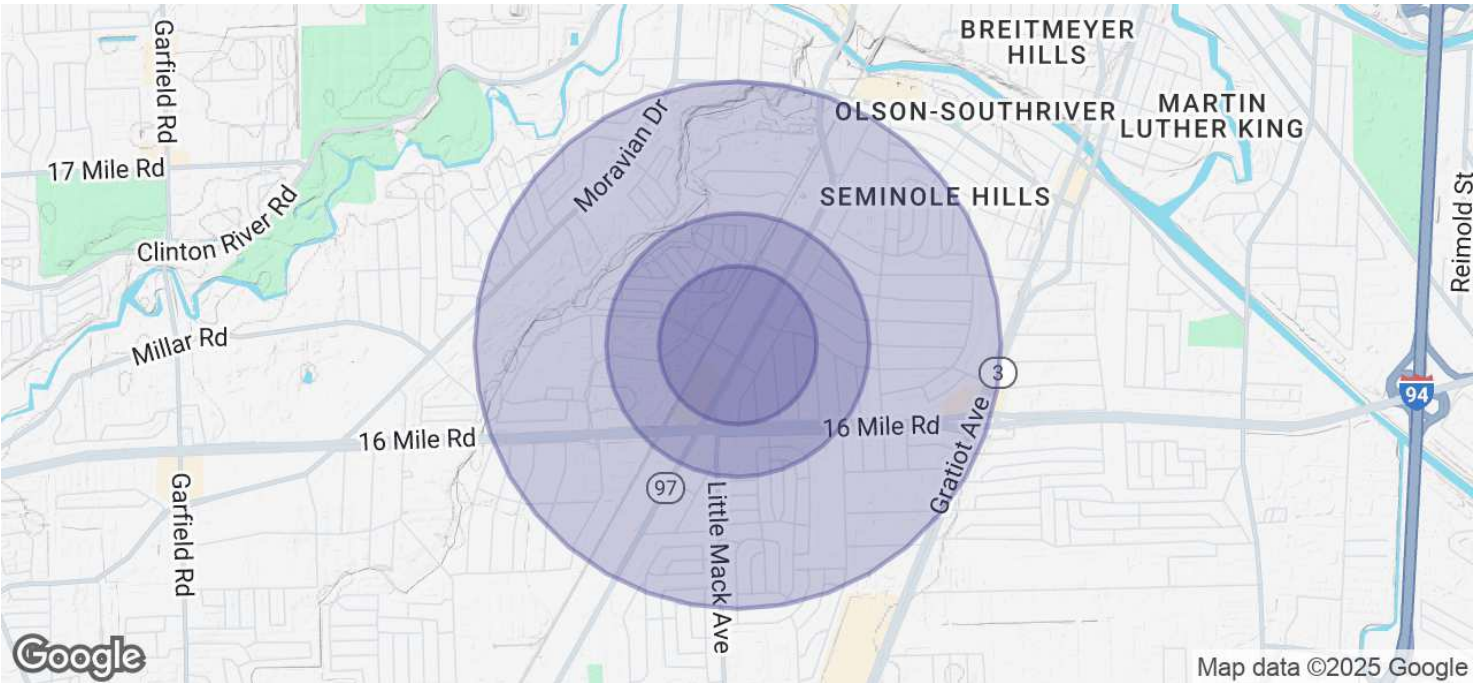 BREITMEYER
HILLS
Garfield Rd
OLSON-SOUTHRIVER
MARTIN
LUTHER KING
Moravian Dr
17 Mile Rd
SEMINOLE HILLS
Clinton River Rd
Reimold St
Millar Rd
3
94
16 Mile Rd
16 Mile Rd
Gratiot Ave
97
Garfield Rd
Little Mack Ave
Google
Map data ©2025 Google